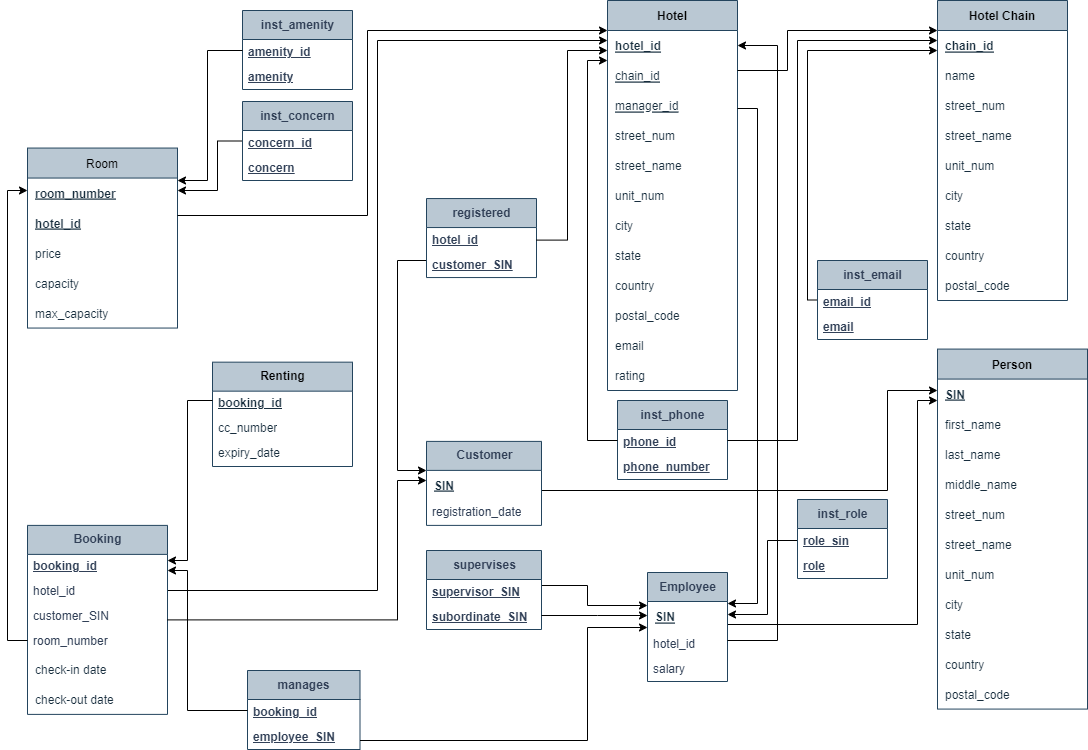 inst_amenity
amenity_id
amenity
inst_concern
concern_id
concern
Room
room_number
hotel_id
price
capacity
max_capacity
registered
hotel_id
customer_SIN
Hotel
hotel_id
chain_id
manager_id
street_num
street_name
unit_num
city
state
country
postal_code
email
rating
Hotel Chain
chain_id
name
street_num
street_name
unit_num
city
state
country
postal_code
inst_email
email_id
email
Renting
booking_id
cc_number
expiry_date
inst_phone
phone_id
phone_number
Person
SIN
first_name
last_name
middle_name
street_num
street_name
unit_num
city
state
country
postal_code
Customer
SIN
registration_date
inst_role
role_sin
role
Booking
booking_id
hotel_id
customer_SIN
room_number
check-in date
check-out date
supervises
supervisor_SIN
subordinate_SIN
Employee
SIN
hotel_id
salary
manages
booking_id
employee_SIN